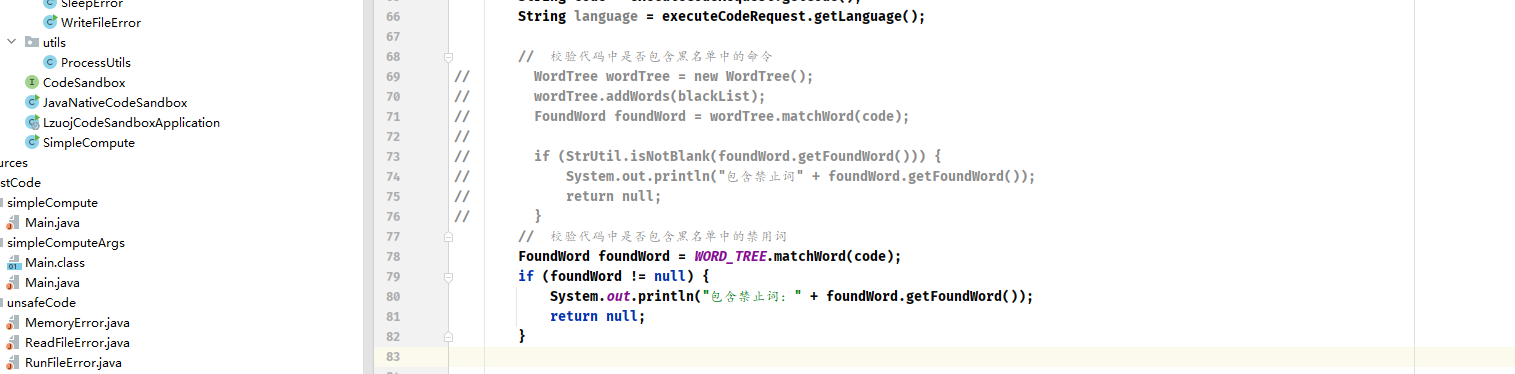 SleepError
WriteFileError
utils
ProcessUtils
CodeSandbox
JavaNativeCodeSandbox
LzuojCodeSandboxApplication
SimpleCompute
urces
stCode
simpleCompute
Main.java
simpleComputeArgs
Main.class
Main.java
unsafeCode
MemoryError.java
ReadFileError.java
RunFileError.java
66 String language = executeCodeRequest.getLanguage();
67
68 // 校验代码中是否包含黑名单中的命令
69 // WordTree wordTree = new WordTree();
70 // wordTree.addWords(blackList);
71 // FoundWord foundWord = wordTree.matchWord(code);
72 //
73 // if (StrUtil.isNotBlank(foundWord.getFoundWord())) {
74 // System.out.println("包含禁止词" + foundWord.getFoundWord());
75 // return null;
76 // }
77 // 校验代码中是否包含黑名单中的禁用词
78 FoundWord foundWord = WORD_TREE.matchWord(code);
79 if (foundWord != null) {
80 System.out.println("包含禁止词：" + foundWord.getFoundWord());
81 return null;
82 }
83